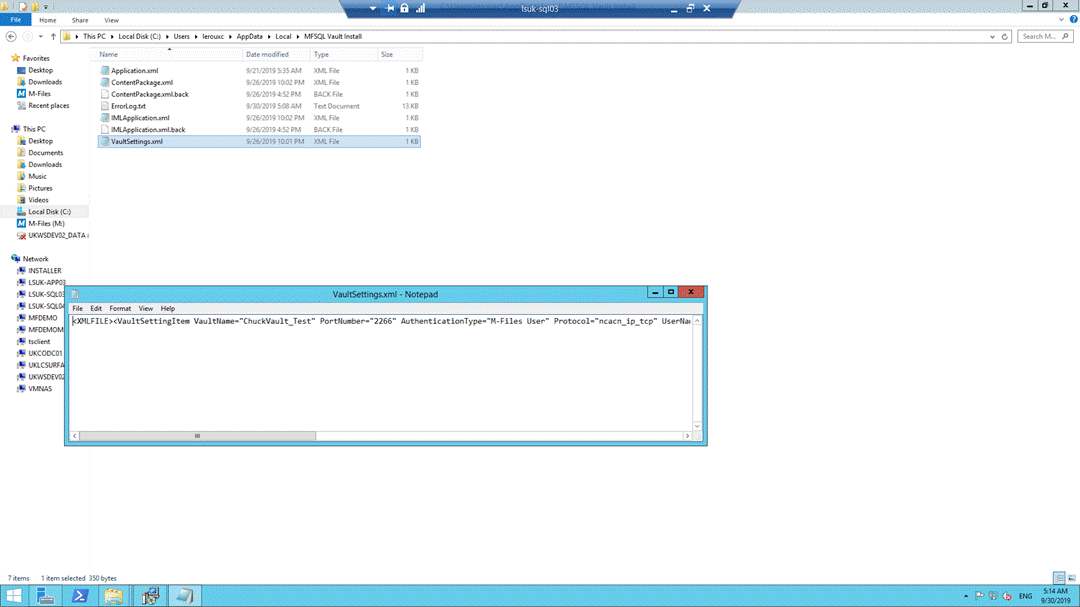 lsuk-sql03
File Home Share View
This PC Local Disk (C:) Users lerouxc AppData Local MFSQL Vault Install
Search M...
Name Date modified Type Size
Favorites
Desktop
Downloads
M-Files
Recent places
This PC
Desktop
Documents
Downloads
Music
Pictures
Videos
Local Disk (C:)
M-Files (M:)
UKWSDEV02_DATA
Network
INSTALLER
LSUK-APP03
LSUK-SQL03
LSUK-SQL04
MFDEMO
MFDEMOM
tsclient
UKCODC01
UKLCSURFA
UKWSDEV02
VMNAS
Application.xml 9/21/2019 5:35 AM XML File 1 KB
ContentPackage.xml 9/26/2019 10:02 PM XML File 1 KB
ContentPackage.xml.back 9/26/2019 4:52 PM BACK File 1 KB
ErrorLog.txt 9/30/2019 5:08 AM Text Document 13 KB
IMLApplication.xml 9/26/2019 10:02 PM XML File 1 KB
IMLApplication.xml.back 9/26/2019 4:52 PM BACK File 1 KB
VaultSettings.xml 9/26/2019 10:01 PM XML File 1 KB
VaultSettings.xml - Notepad
File Edit Format View Help
<XMLFILE><VaultSettingItem VaultName="ChuckVault_Test" PortNumber="2266" AuthenticationType="M-Files User" Protocol="ncacn_ip_tcp" UserNa
7 items 1 item selected 350 bytes
ENG
5:14 AM
9/30/2019